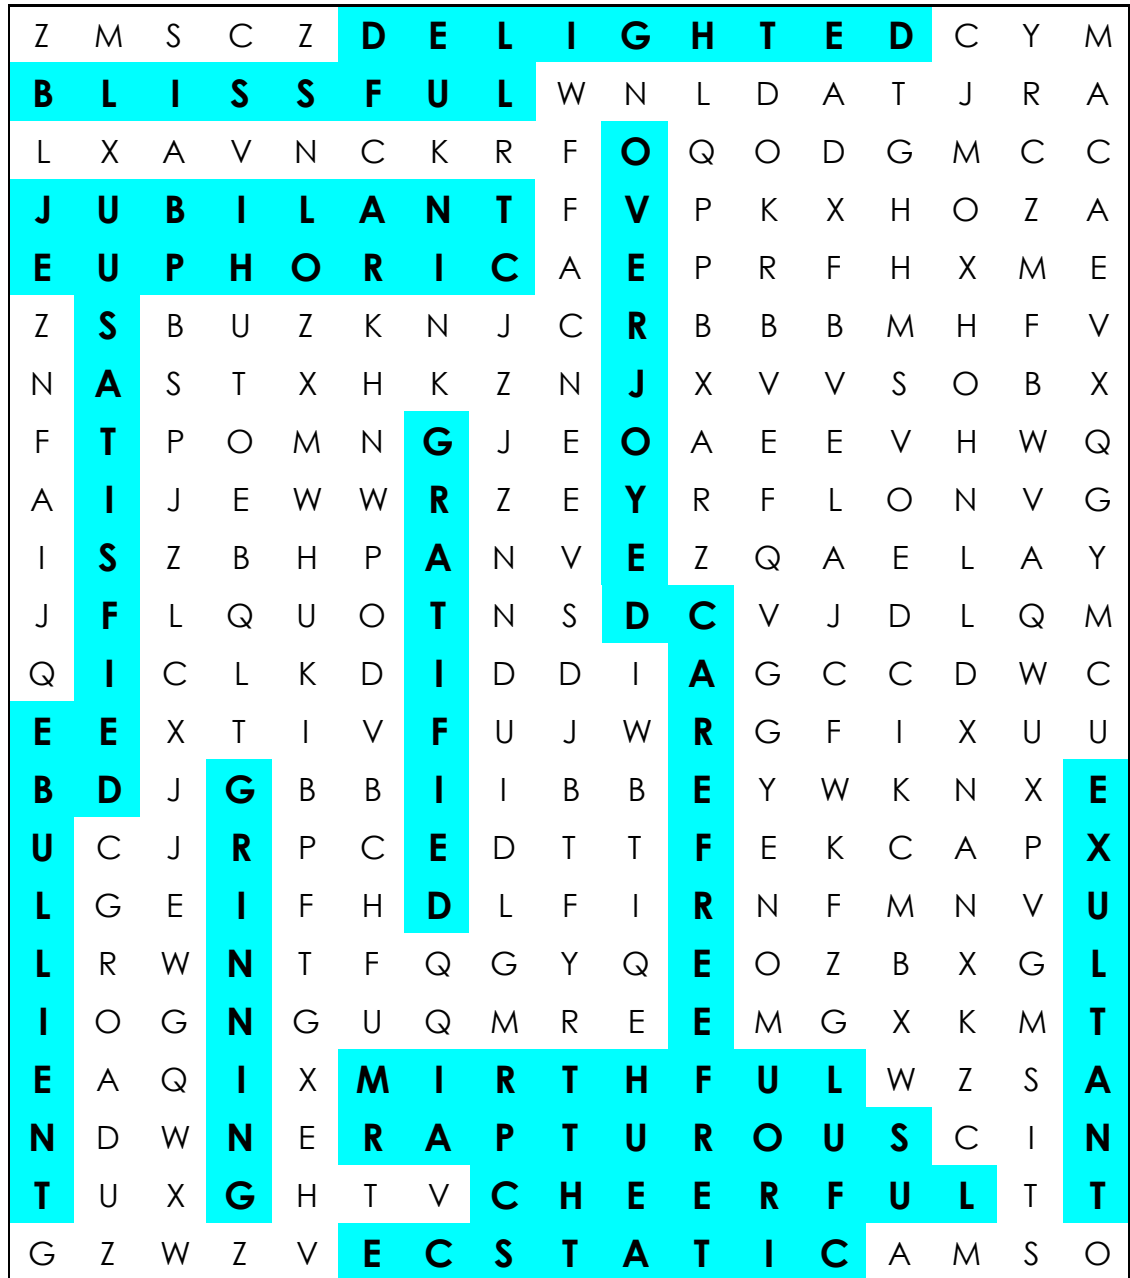 Z M S C Z D E L I G H T E D C Y M
B L I S S F U L W N L D A T J R A
L X A V N C K R F O Q O D G M C C
J U B I L A N T F V P K X H O Z A
E U P H O R I C A E P R F H X M E
Z S B U Z K N J C R B B B M H F V
N A S T X H K Z N J X V V S O B X
F T P O M N G J E O A E E V H W Q
A I J E W W R Z E Y R F L O N V G
I S Z B H P A N V E Z Q A E L A Y
J F L Q U O T N S D C V J D L Q M
Q I C L K D I D D I A G C C D W C
E E X T I V F U J W R G F I X U U
B D J G B B I I B B E Y W K N X E
U C J R P C E D T T F E K C A P X
L G E I F H D L F I R N F M N V U
L R W N T F Q G Y Q E O Z B X G L
I O G N G U Q M R E E M G X K M T
E A Q I X M I R T H F U L W Z S A
N D W N E R A P T U R O U S C I N
T U X G H T V C H E E R F U L T T
G Z W Z V E C S T A T I C A M S O